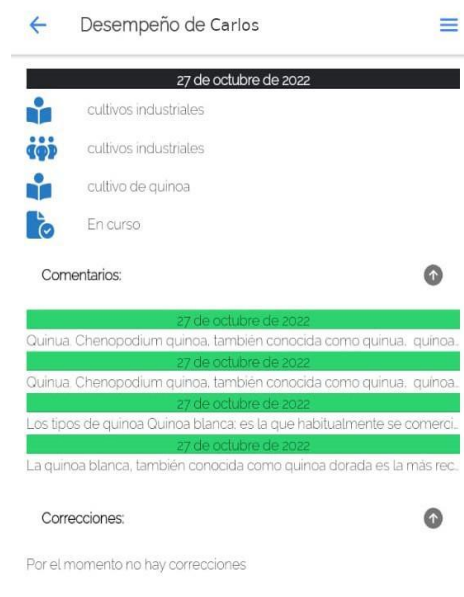 Desempeño de Carlos
27 de octubre de 2022
cultivos industriales
cultivos industriales
cultivo de quinoa
En curso
Comentarios:
27 de octubre de 2022
Quinua. Chenopodium quinoa, también conocida como quinua, quinoa..
27 de octubre de 2022
Quinua. Chenopodium quinoa, también conocida como quinua, quinoa..
27 de octubre de 2022
Los tipos de quinoa Quinoa blanca: es la que habitualmente se comerci..
27 de octubre de 2022
La quinoa blanca, también conocida como quinoa dorada es la más rec..
Correcciones:
Por el momento no hay correcciones